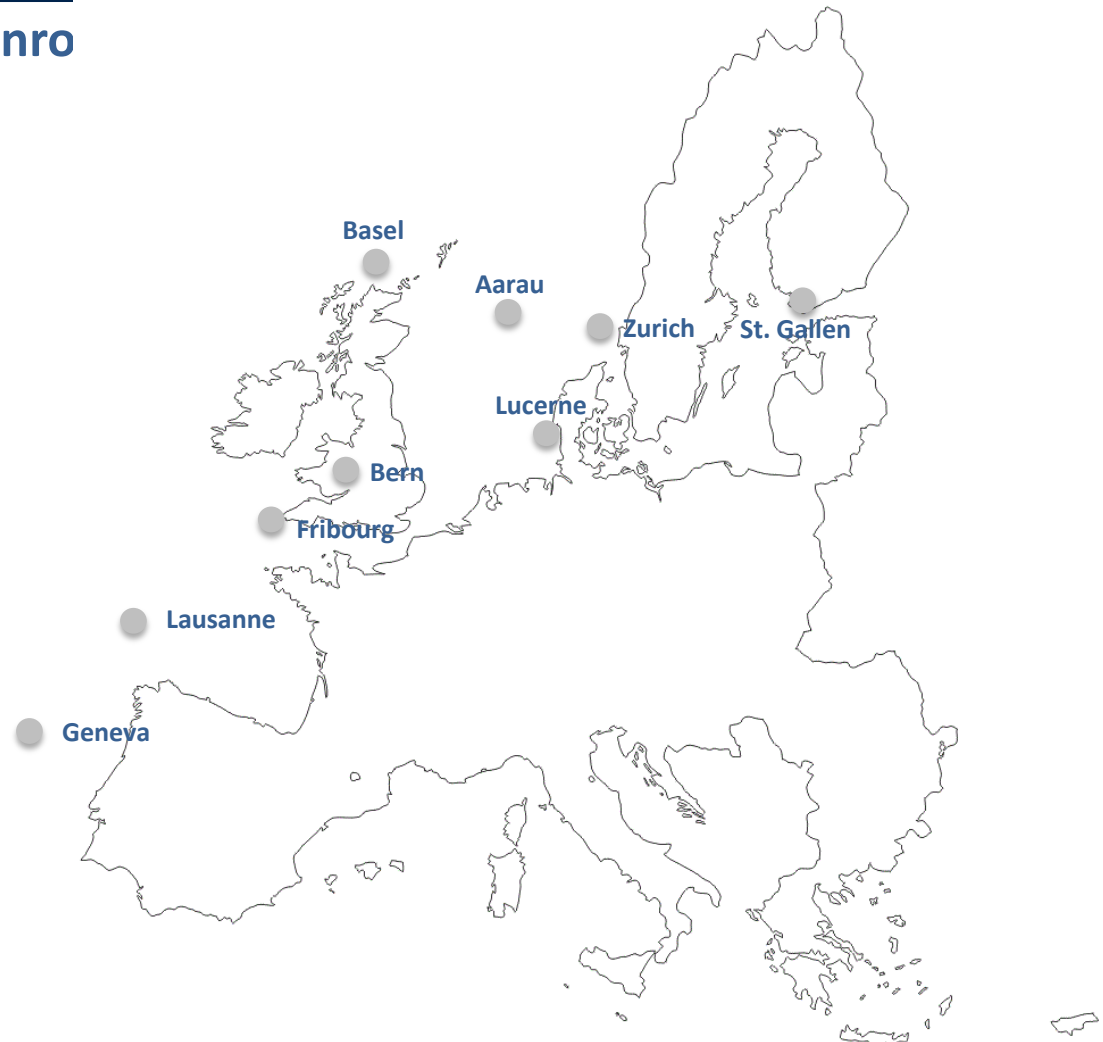 nro
Basel
Aarau
Zurich
St. Gallen
Lucerne
Bern
Fribourg
Lausanne
Geneva